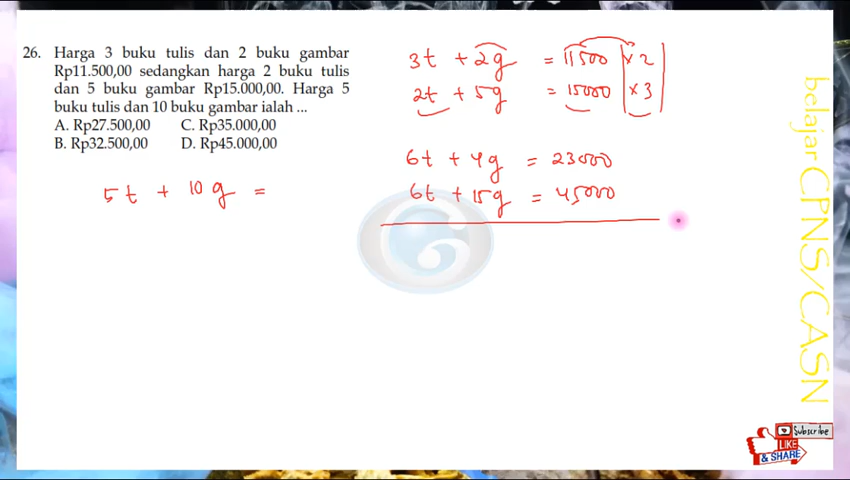 26. Harga 3 buku tulis dan 2 buku gambar
Rp11.500,00 sedangkan harga 2 buku tulis
dan 5 buku gambar Rp15.000,00. Harga 5
buku tulis dan 10 buku gambar ialah ...
A. Rp27.500,00 C. Rp35.000,00
B. Rp32.500,00 D. Rp45.000,00
5t + 10g =
3t + 2g = 11500 | x 2 |
2t + 5g = 15000 | x 3 |
6t + 4g = 23000
6t + 15g = 45000
belajar CPNS/CASN
Subscribe
LIKE
& SHARE